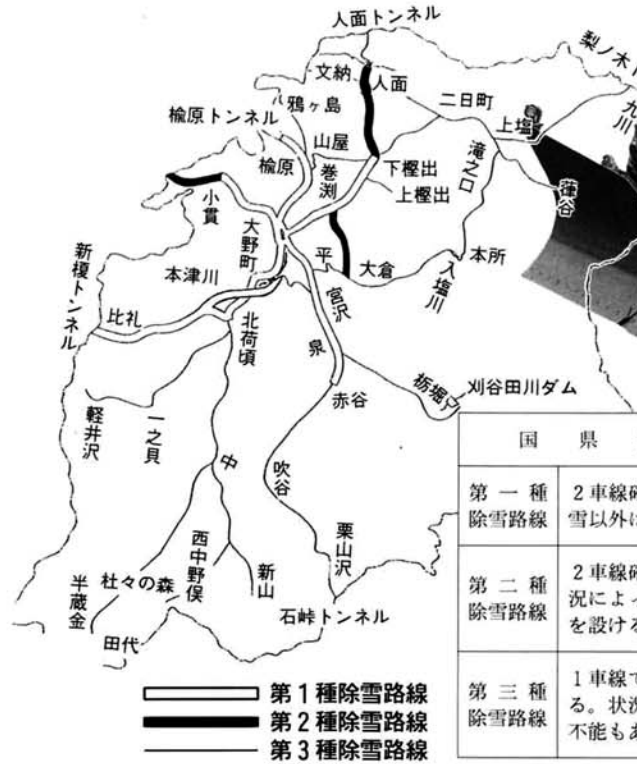 人面トンネル
文納
人面
梨ノ木
鴉ヶ島
二日町
上塩
九川
楡原トンネル
山屋
楡原
巻渕
下樫出
上樫出
滝之口
小貫
大野町
平
大倉
入塩川
本所
新榎トンネル
本津川
比礼
宮沢
北荷頃
泉
栃堀
刈谷田川ダム
赤谷
軽井沢
一之貝
中
吹谷
栗山沢
西中野俣
新山
半蔵金
杜々の森
田代
石峠トンネル
国県
第一種
除雪路線
2車線
雪以外
第二種
除雪路線
2車線
況によ
を設ける
第三種
除雪路線
1車線で
る。状況
不能もあ
第1種除雪路線
第2種除雪路線
第3種除雪路線